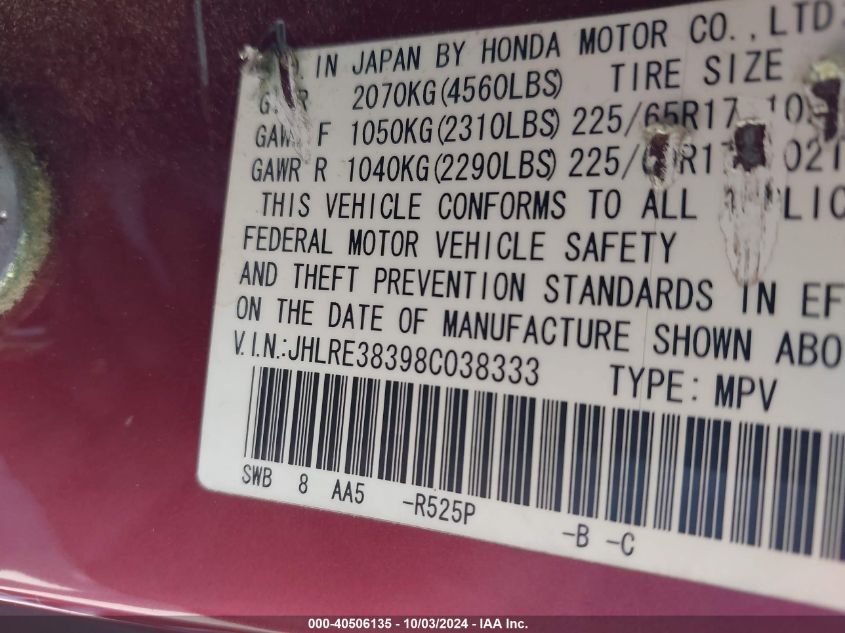 IN JAPAN BY HONDA MOTOR CO., LTD.
2070KG(4560LBS) TIRE SIZE
GAWR F 1050KG(2310LBS) 225/65R17
GAWR R 1040KG(2290LBS)
THIS VEHICLE CONFORMS TO ALL
FEDERAL MOTOR VEHICLE SAFETY
AND THEFT PREVENTION STANDARDS IN EF
ON THE DATE OF MANUFACTURE SHOWN ABO
V.I.N.:JHLRE38398C038333 TYPE: MPV
SWB 8 AA5 -R525P -B -C
000-40506135 - 10/03/2024 - IAA Inc.